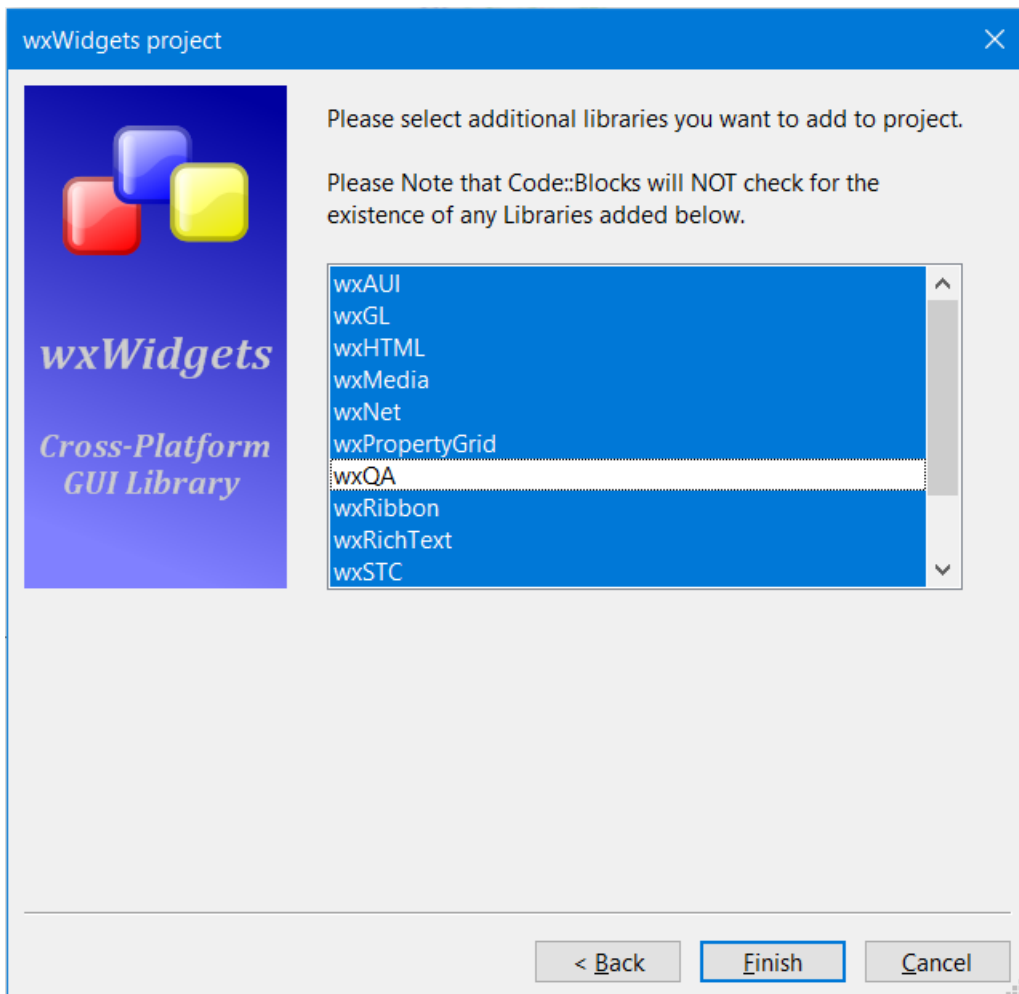 wxWidgets project
wxWidgets
Cross-Platform
GUI Library
Please select additional libraries you want to add to project.
Please Note that Code::Blocks will NOT check for the
existence of any Libraries added below.
wxAUI
wxGL
wxHTML
wxMedia
wxNet
wxPropertyGrid
wxQA
wxRibbon
wxRichText
wxSTC
< Back
Finish
Cancel